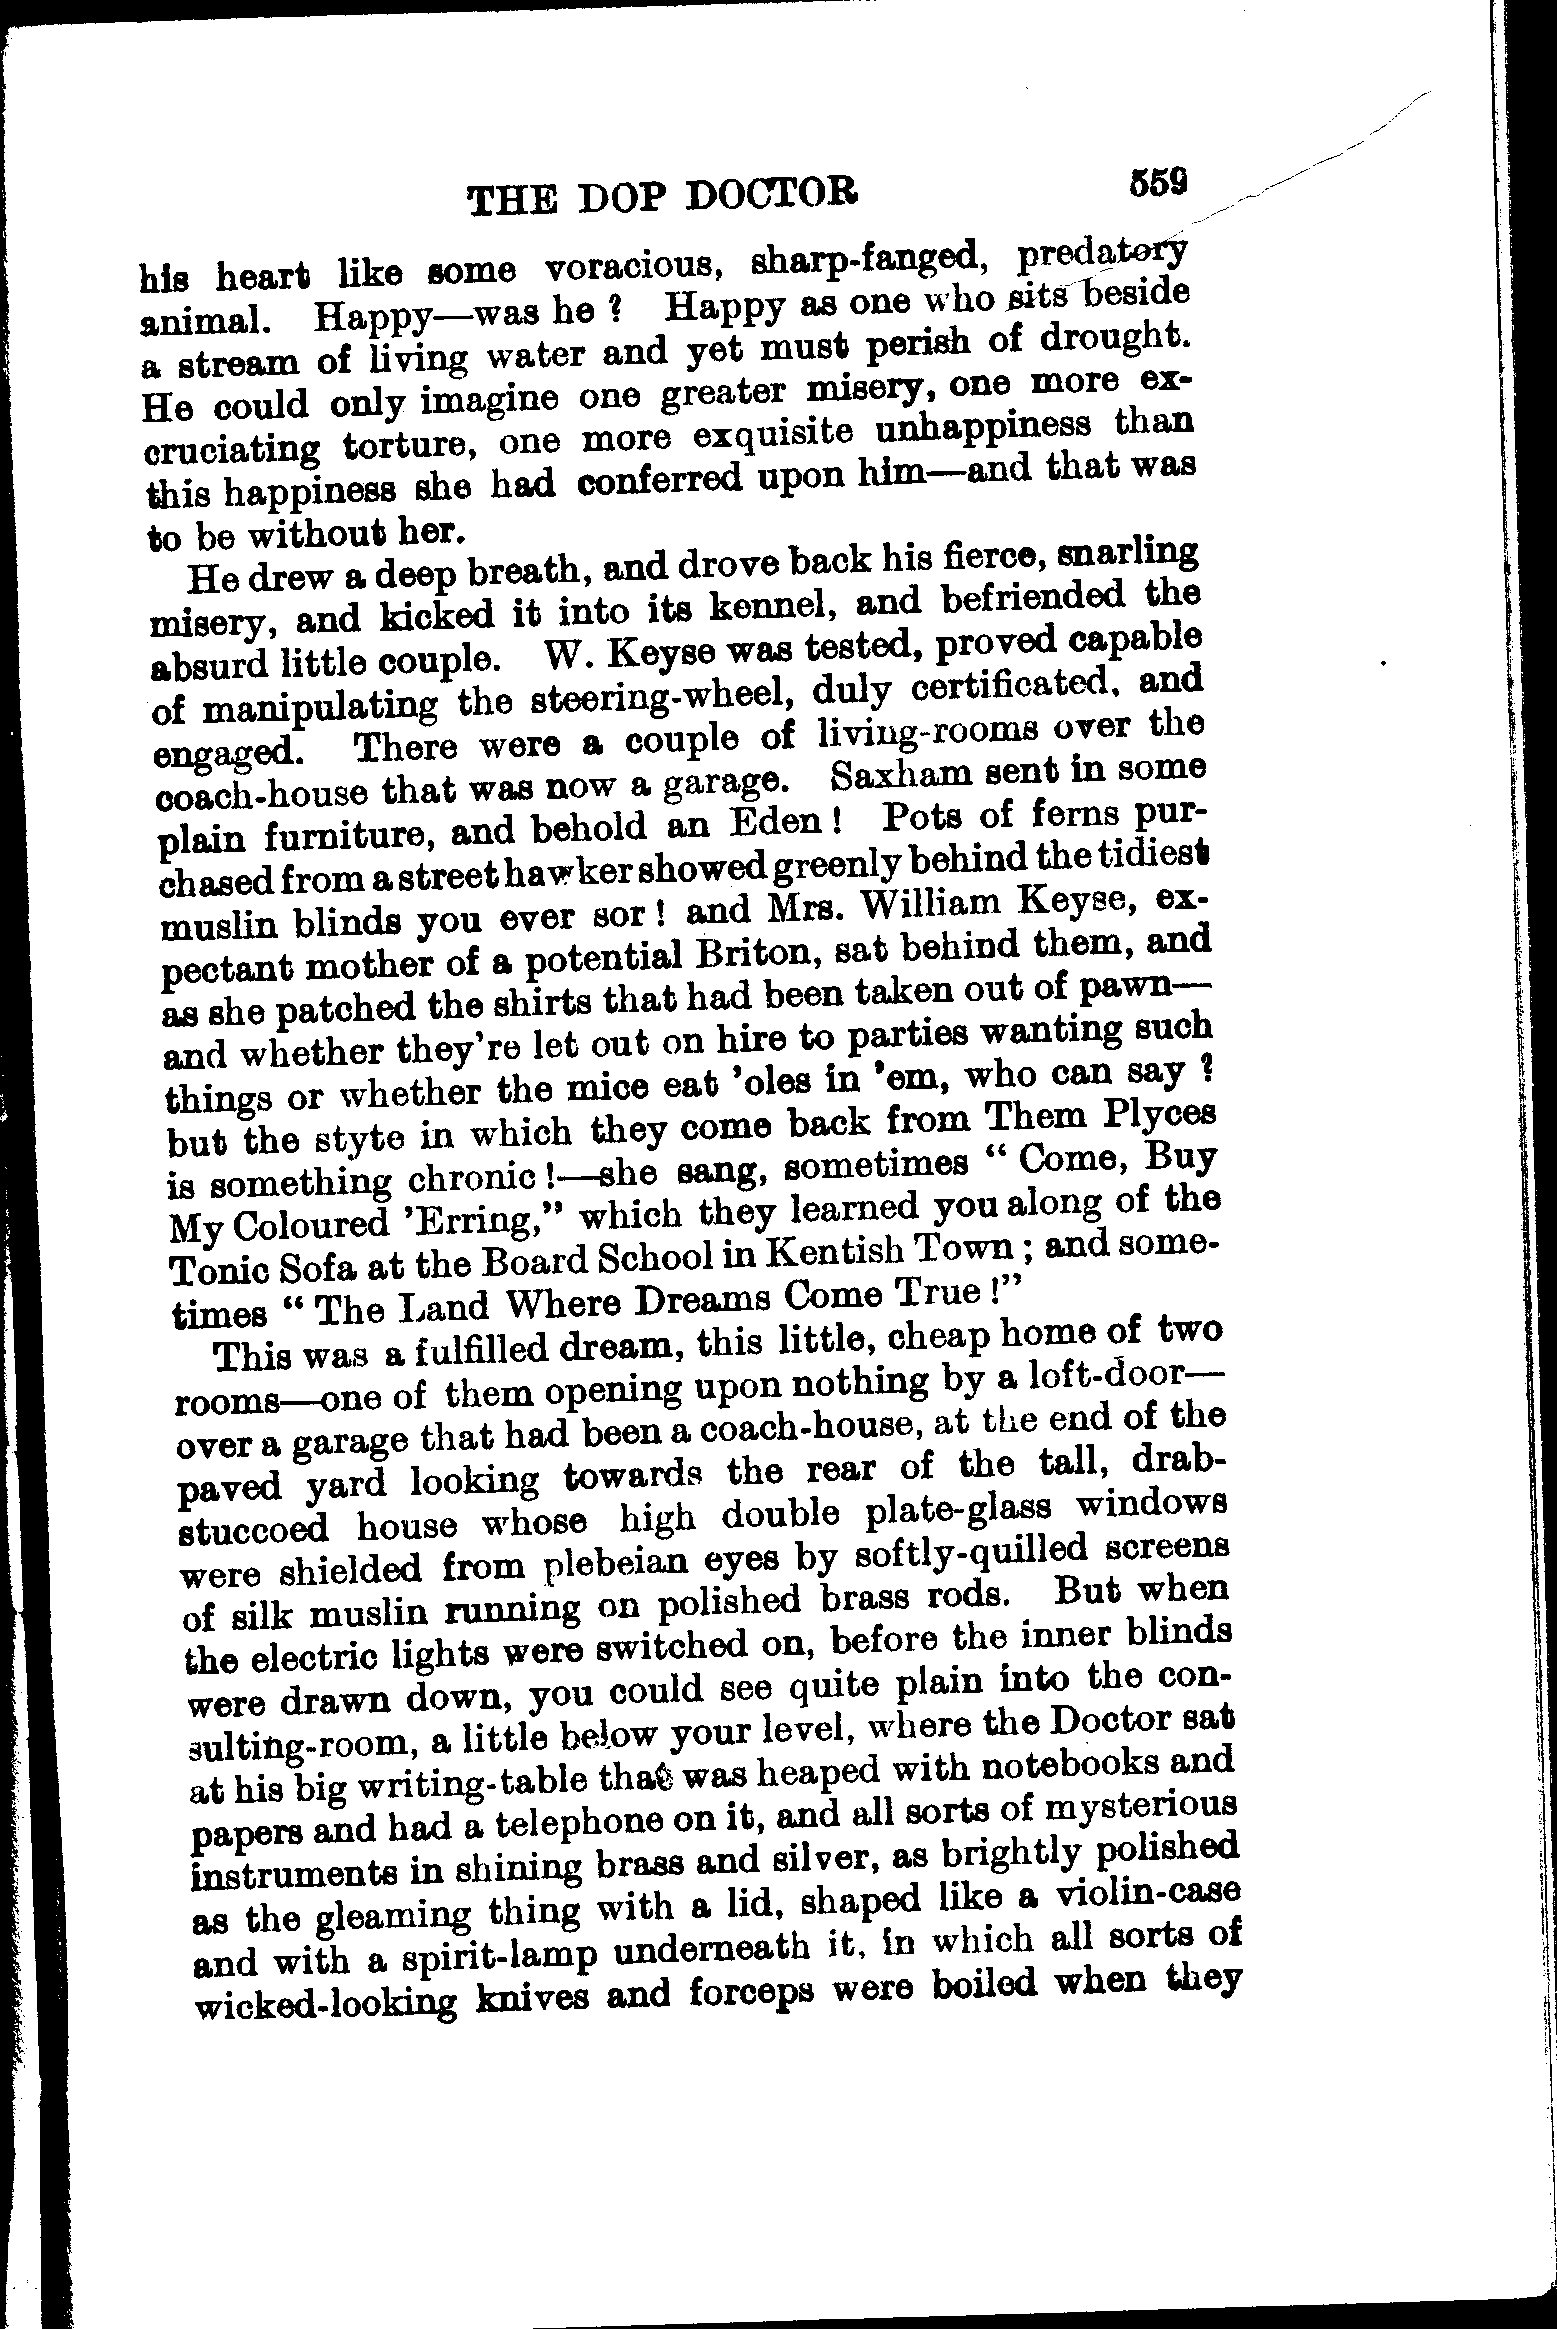 THE DOP DOCTOR 559
his heart like some voracious, sharp-fanged, predatory
animal. Happy—was he ? Happy as one who sits beside
a stream of living water and yet must perish of drought.
He could only imagine one greater misery, one more ex-
cruciating torture, one more exquisite unhappiness than
this happiness she had conferred upon him—and that was
to be without her.
He drew a deep breath, and drove back his fierce, snarling
misery, and kicked it into its kennel, and befriended the
absurd little couple. W. Keyse was tested, proved capable
of manipulating the steering-wheel, duly certificated, and
engaged. There were a couple of living-rooms over the
coach-house that was now a garage. Saxham sent in some
plain furniture, and behold an Eden ! Pots of ferns pur-
chased from a street hawker showed greenly behind the tidiest
muslin blinds you ever sor ! and Mrs. William Keyse, ex-
pectant mother of a potential Briton, sat behind them, and
as she patched the shirts that had been taken out of pawn—
and whether they're let out on hire to parties wanting such
things or whether the mice eat 'oles in 'em, who can say ?
but the styte in which they come back from Them Plyces
is something chronic !—she sang, sometimes " Come, Buy
My Coloured 'Erring," which they learned you along of the
Tonic Sofa at the Board School in Kentish Town ; and some-
times " The Land Where Dreams Come True !"
This was a fulfilled dream, this little, cheap home of two
rooms—one of them opening upon nothing by a loft-door—
over a garage that had been a coach-house, at the end of the
paved yard looking towards the rear of the tall, drab-
stuccoed house whose high double plate-glass windows
were shielded from plebeian eyes by softly-quilled screens
of silk muslin running on polished brass rods. But when
the electric lights were switched on, before the inner blinds
were drawn down, you could see quite plain into the con-
sulting-room, a little below your level, where the Doctor sat
at his big writing-table that was heaped with notebooks and
papers and had a telephone on it, and all sorts of mysterious
instruments in shining brass and silver, as brightly polished
as the gleaming thing with a lid, shaped like a violin-case
and with a spirit-lamp underneath it, in which all sorts of
wicked-looking knives and forceps were boiled when they